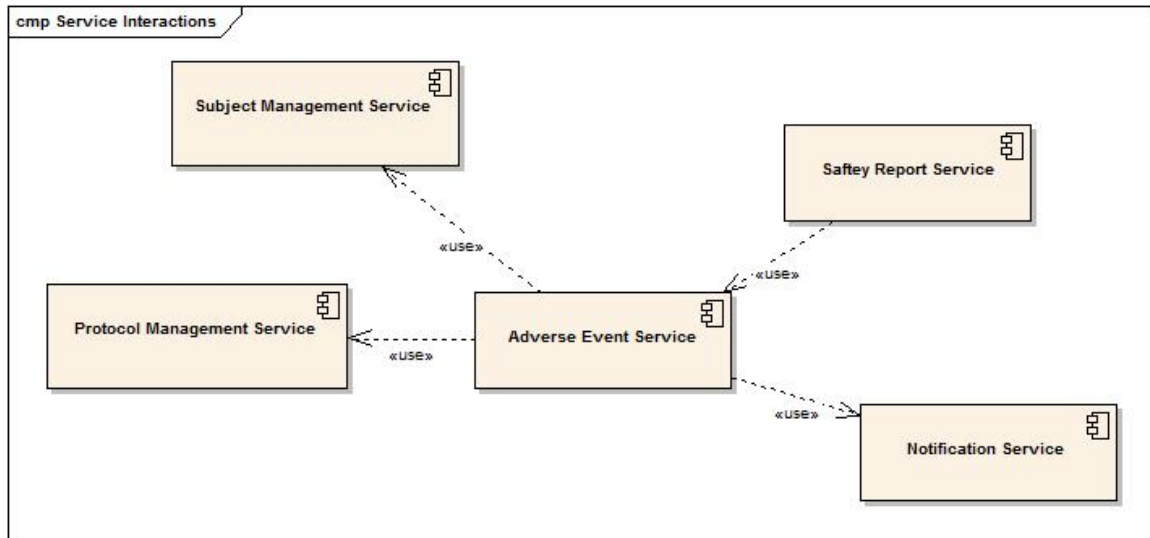 cmp Service Interactions
Subject Management Service
Saftey Report Service
«use»
«use»
Protocol Management Service
Adverse Event Service
«use»
«use»
Notification Service